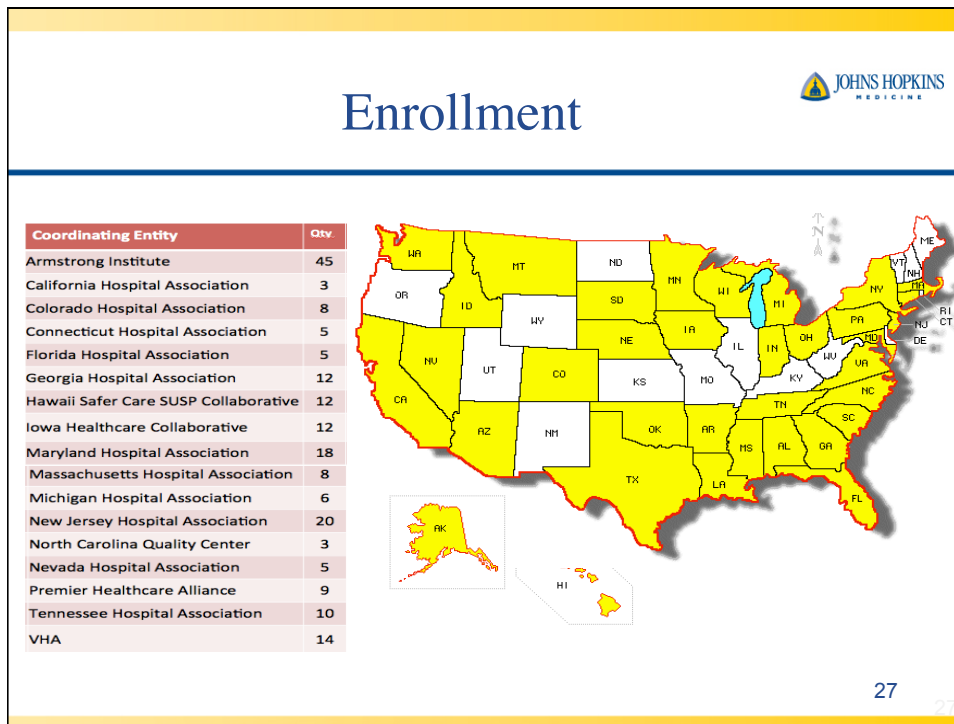 Enrollment
JOHNS HOPKINS
MEDICINE
Coordinating Entity Qty
Armstrong Institute 45
California Hospital Association 3
Colorado Hospital Association 8
Connecticut Hospital Association 5
Florida Hospital Association 5
Georgia Hospital Association 12
Hawaii Safer Care SUSP Collaborative 12
Iowa Healthcare Collaborative 12
Maryland Hospital Association 18
Massachusetts Hospital Association 8
Michigan Hospital Association 6
New Jersey Hospital Association 20
North Carolina Quality Center 3
Nevada Hospital Association 5
Premier Healthcare Alliance 9
Tennessee Hospital Association 10
VHA 14
N N
ME
WA
MT
ND
MN
VT
NH
OR
ID
SD
WI
MI
NY
MA
WY
IA
PA
RI
CT
NV
UT
CO
NE
IL
IN
OH
NJ
MD
DE
CA
KS
MO
KY
WV
VA
AZ
NM
OK
AR
TN
NC
SC
TX
LA
MS
AL
GA
FL
AK
HI
27
27